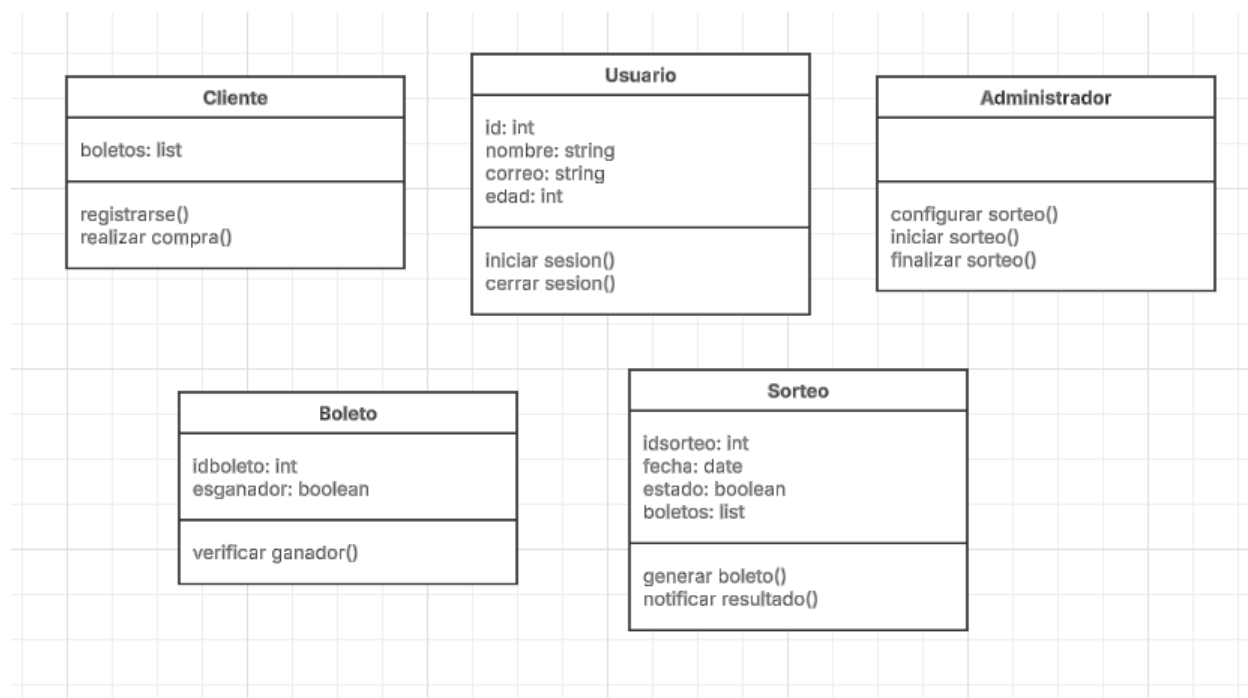 Cliente
boletos: list
registrarse()
realizar compra()
Usuario
id: int
nombre: string
correo: string
edad: int
iniciar sesion()
cerrar sesion()
Administrador
configurar sorteo()
iniciar sorteo()
finalizar sorteo()
Boleto
idboleto: int
esganador: boolean
verificar ganador()
Sorteo
idsorteo: int
fecha: date
estado: boolean
boletos: list
generar boleto()
notificar resultado()